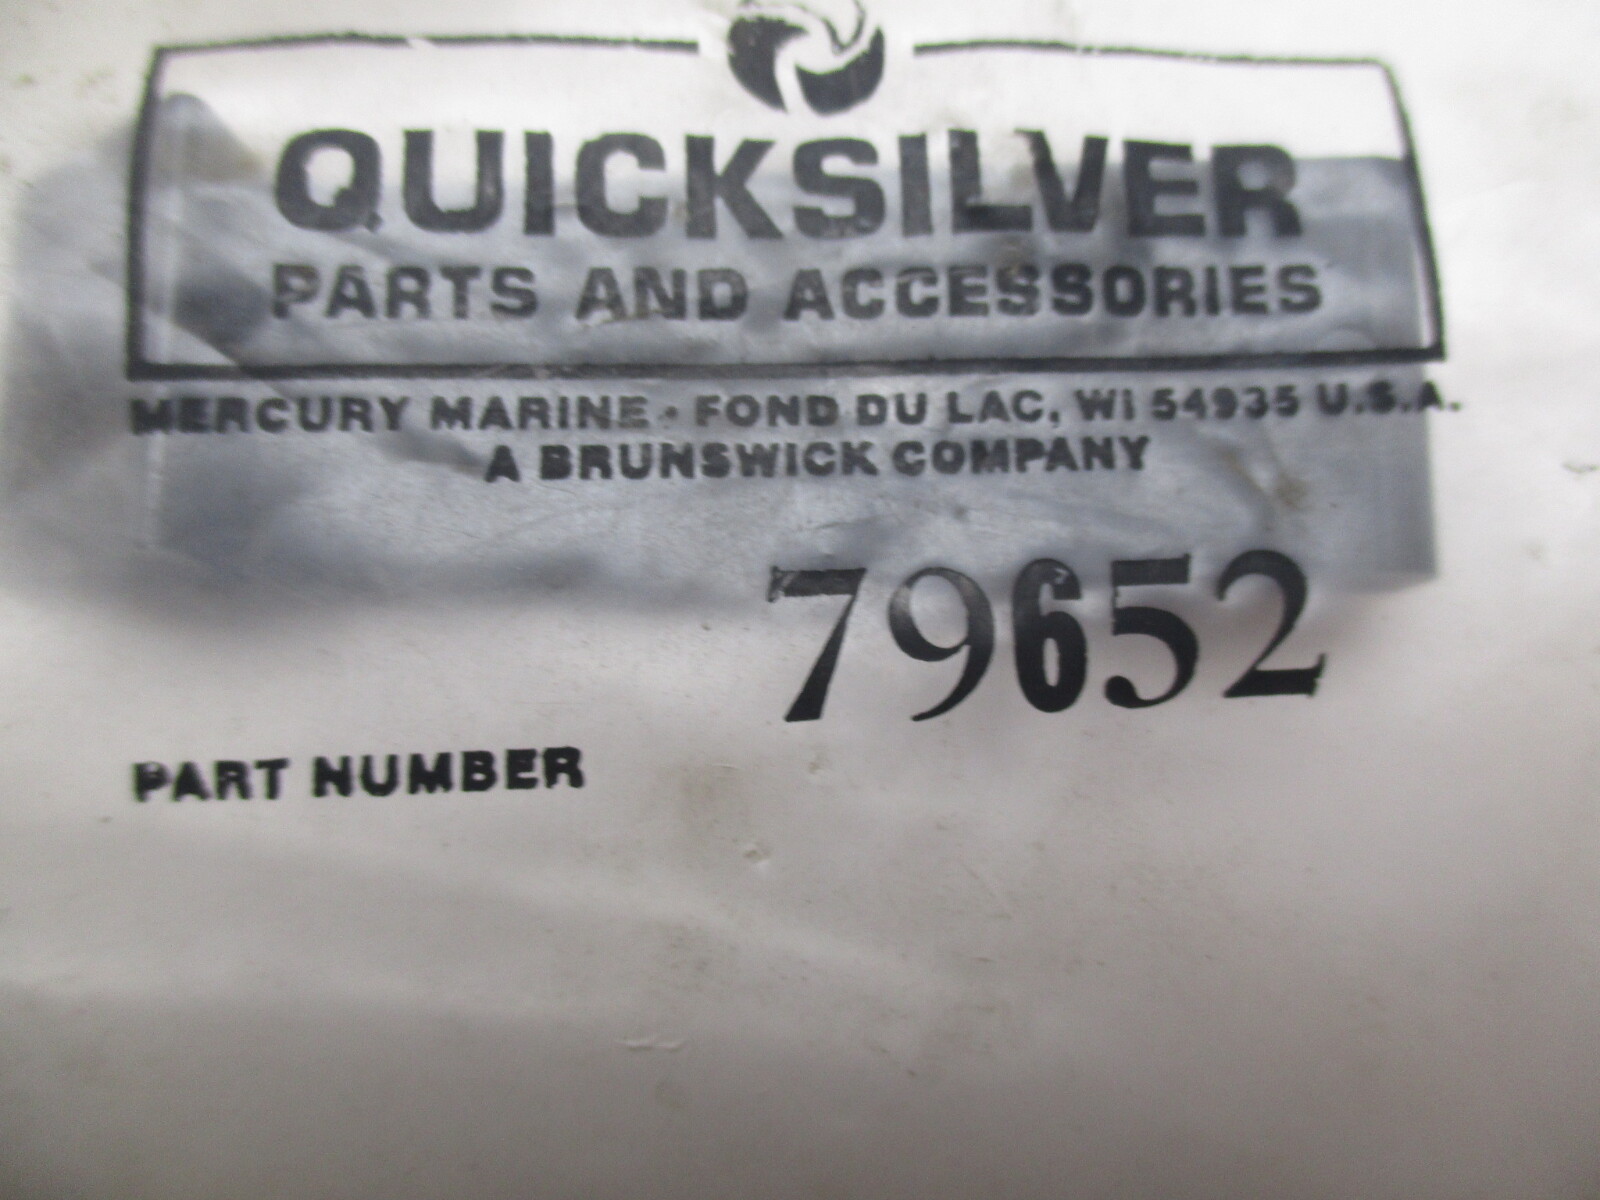 QUICKSILVER
PARTS AND ACCESSORIES
MERCURY MARINE • FOND DU LAC, WI 54935 U.S.A.
A BRUNSWICK COMPANY
79652
PART NUMBER